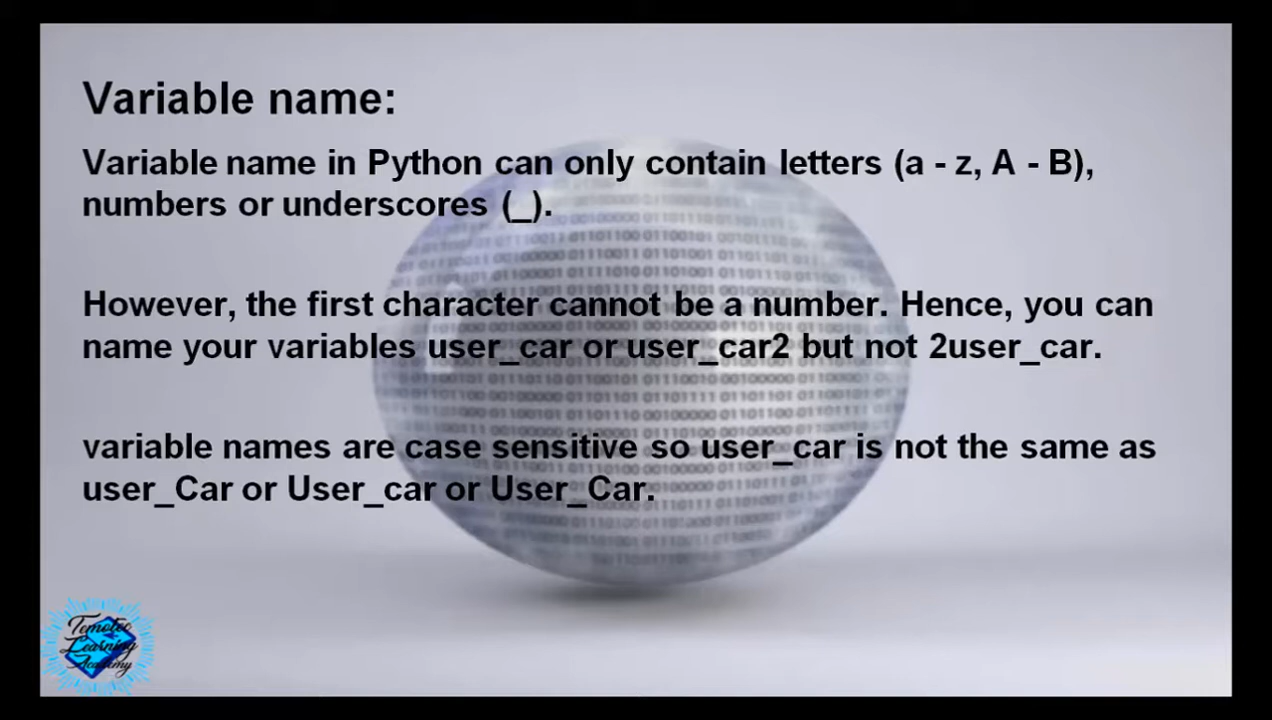 Variable name:
Variable name in Python can only contain letters (a - z, A - B),
numbers or underscores (_).
However, the first character cannot be a number. Hence, you can
name your variables user_car or user_car2 but not 2user_car.
variable names are case sensitive so user_car is not the same as
user_Car or User_car or User_Car.
Temotec
Learning
Academy